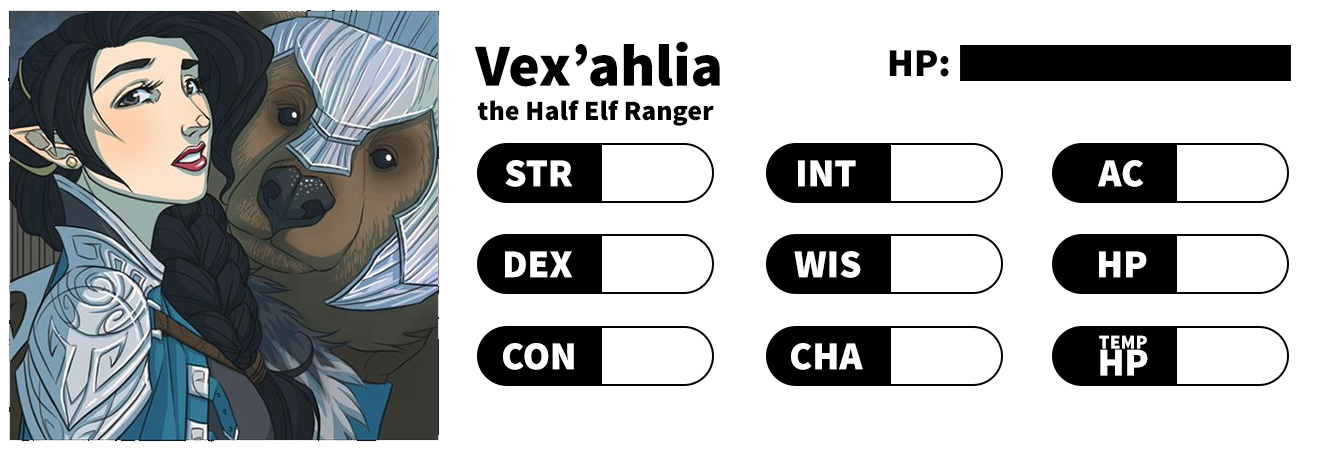 Vex’ahlia
the Half Elf Ranger
HP:
STR
INT
AC
DEX
WIS
HP
CON
CHA
TEMP
HP